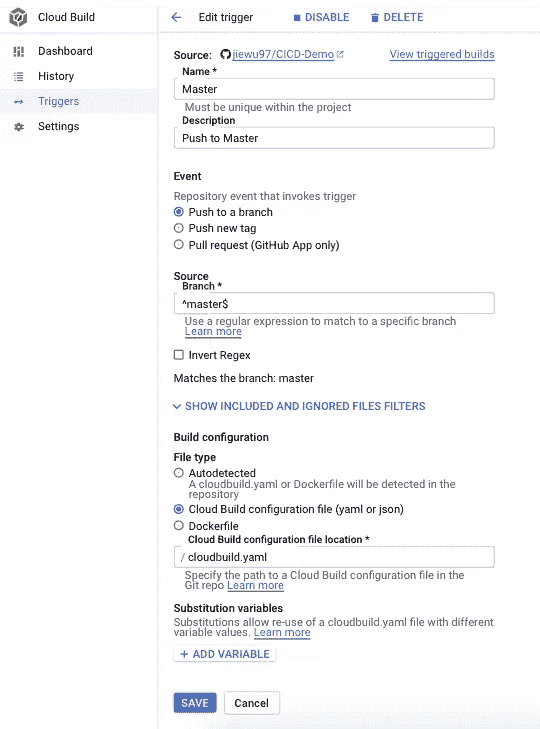 Cloud Build
Edit trigger
DISABLE
DELETE
Dashboard
History
Triggers
Settings
Source: jiewu97/CICD-Demo
View triggered builds
Name *
Master
Must be unique within the project
Description
Push to Master
Event
Repository event that invokes trigger
Push to a branch
Push new tag
Pull request (GitHub App only)
Source
Branch *
^master$
Use a regular expression to match to a specific branch
Learn more
Invert Regex
Matches the branch: master
SHOW INCLUDED AND IGNORED FILES FILTERS
Build configuration
File type
Autodetected
A cloudbuild.yaml or Dockerfile will be detected in the
repository
Cloud Build configuration file (yaml or json)
Dockerfile
Cloud Build configuration file location *
/ cloudbuild.yaml
Specify the path to a Cloud Build configuration file in the
Git repo Learn more
Substitution variables
Substitutions allow re-use of a cloudbuild.yaml file with different
variable values. Learn more
+ ADD VARIABLE
SAVE
Cancel